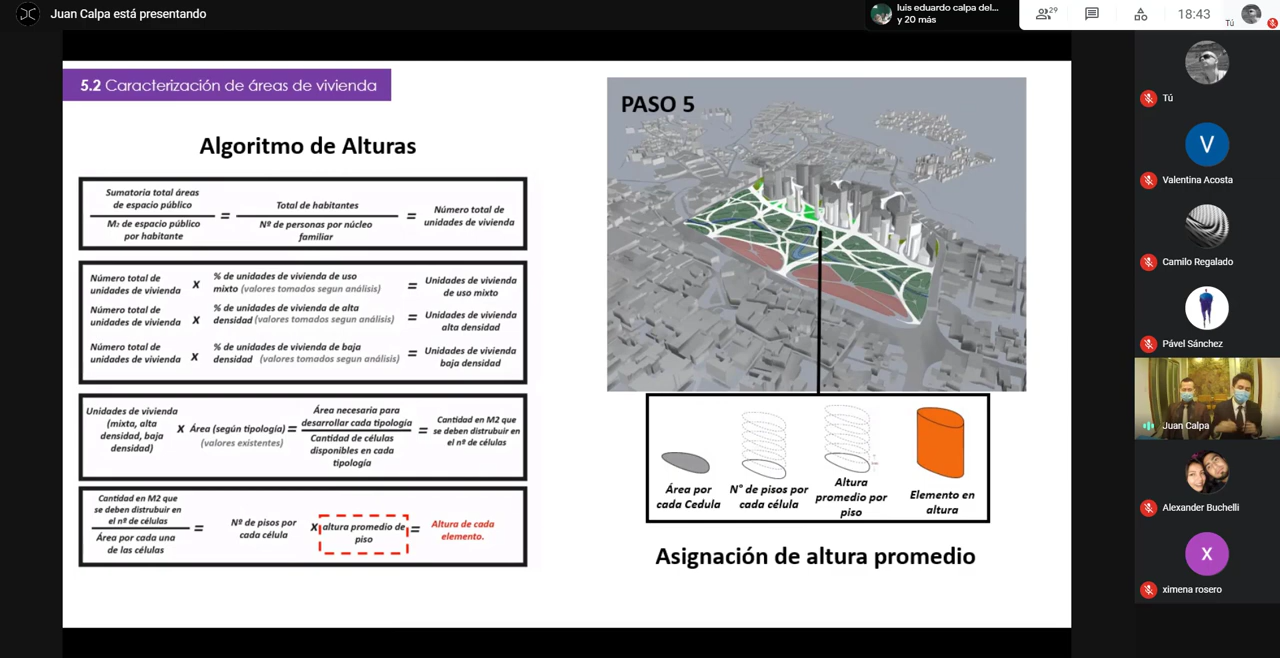 Juan Calpa está presentando
luis eduardo calpa del...
y 20 más
29
18:43
Tú
5.2 Caracterización de áreas de vivienda
Algoritmo de Alturas
Sumatoria total áreas
de espacio público
M₂ de espacio público
por habitante
=
Total de habitantes
Nº de personas por núcleo
familiar
=
Número total de
unidades de vivienda
Número total de
unidades de vivienda
X
% de unidades de vivienda de uso
mixto (valores tomados segun análisis)
=
Unidades de vivienda
de uso mixto
Número total de
unidades de vivienda
X
% de unidades de vivienda de alta
densidad (valores tomados segun análisis)
=
Unidades de vivienda
alta densidad
Número total de
unidades de vivienda
X
% de unidades de vivienda de baja
densidad (valores tomados segun análisis)
=
Unidades de vivienda
baja densidad
Unidades de vivienda
(mixta, alta
densidad, baja
densidad)
X Área (según tipología) =
(valores existentes)
Área necesaria para
desarrollar cada tipología
Cantidad de células
disponibles en cada
tipología
=
Cantidad en M2 que
se deben distrubuir en
el nº de células
Cantidad en M2 que
se deben distrubuir en
el nº de células
Área por cada una
de las células
=
Nº de pisos por
cada célula
X
altura promedio de
piso
=
Altura de cada
elemento.
PASO 5
Área por
cada Cedula
N° de pisos por
cada célula
Altura
promedio por
piso
Elemento en
altura
Asignación de altura promedio
Tú
V
Valentina Acosta
Camilo Regalado
Pável Sánchez
Juan Calpa
Alexander Buchelli
X
ximena rosero